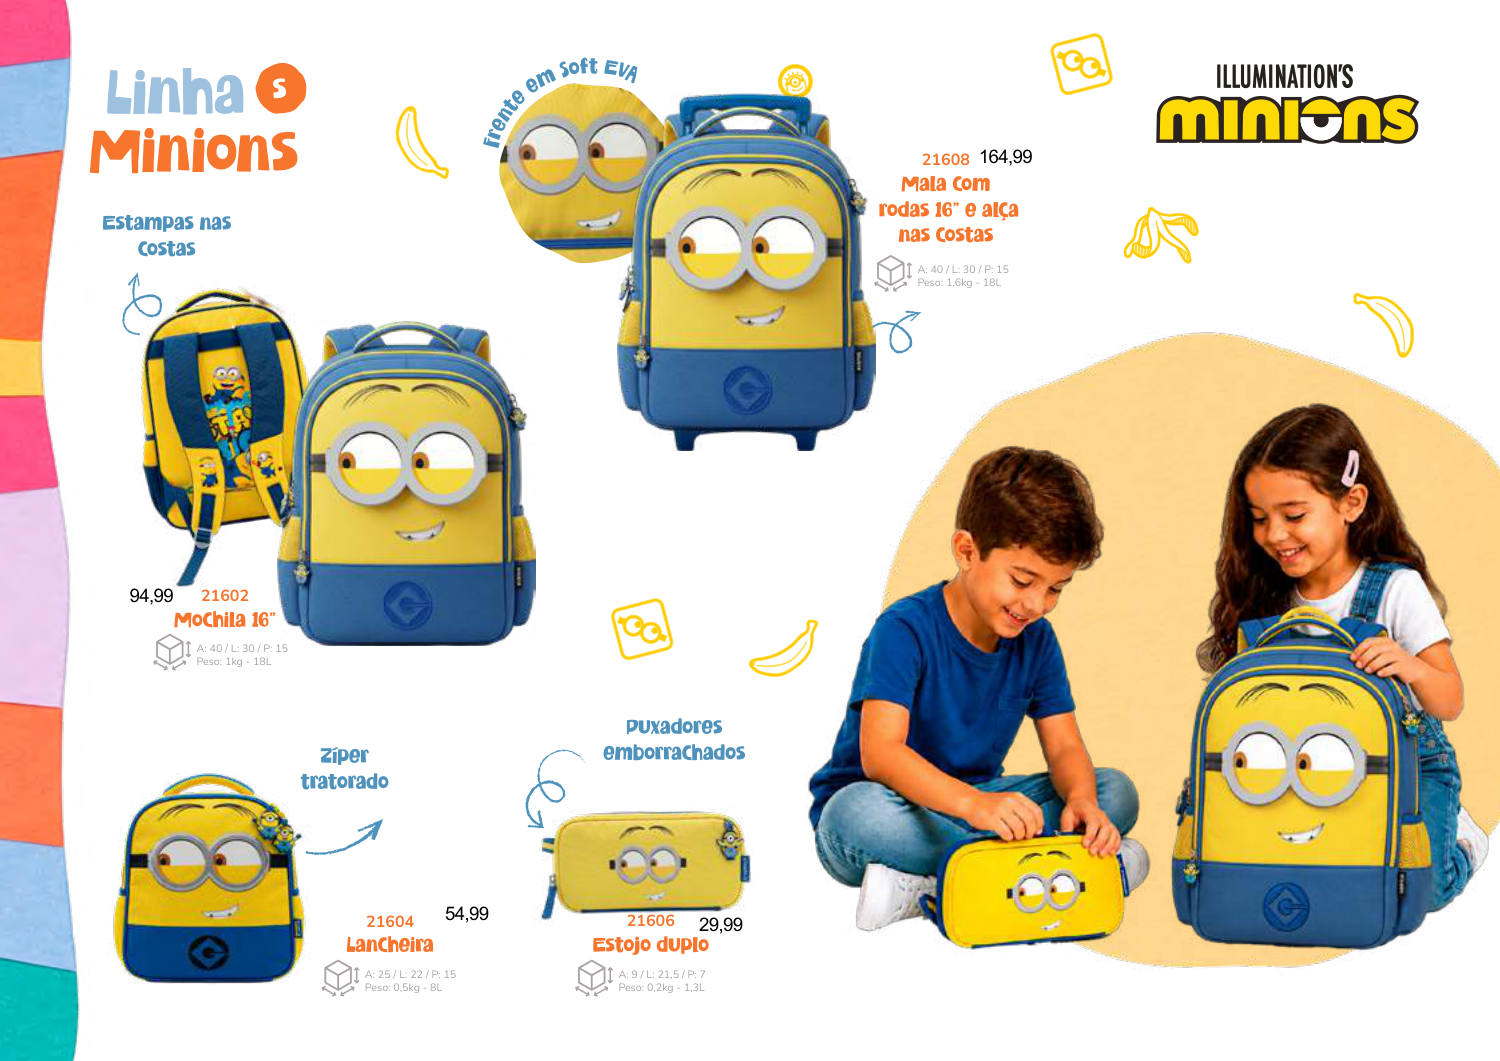 Linha S
Minions
Frente em Soft EVA
ILLUMINATION'S
minions
21608 164,99
Mala Com
rodas 16" e alça
nas Costas
A: 40 / L: 30 / P: 15
Peso: 1,6kg - 18L
Estampas nas
Costas
94,99 21602
Mochila 16"
A: 40 / L: 30 / P: 15
Peso: 1kg - 18L
Zíper
tratorado
21604 54,99
Lancheira
A: 25 / L: 22 / P: 15
Peso: 0,5kg - 8L
Puxadores
emborrachados
21606 29,99
Estojo duplo
A: 9 / L: 21,5 / P: 7
Peso: 0,2kg - 1,3L